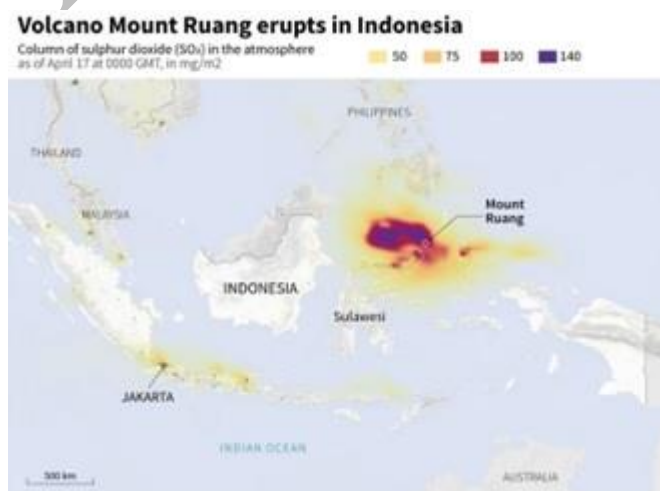 Volcano Mount Ruang erupts in Indonesia
Column of sulphur dioxide (SO₂) in the atmosphere
as of April 17 at 0000 GMT, in mg/m2
50 75 100 140
PHILIPPINES
THAILAND
MALAYSIA
Mount
Ruang
INDONESIA
Sulawesi
JAKARTA
INDIAN OCEAN
500 km
AUSTRALIA